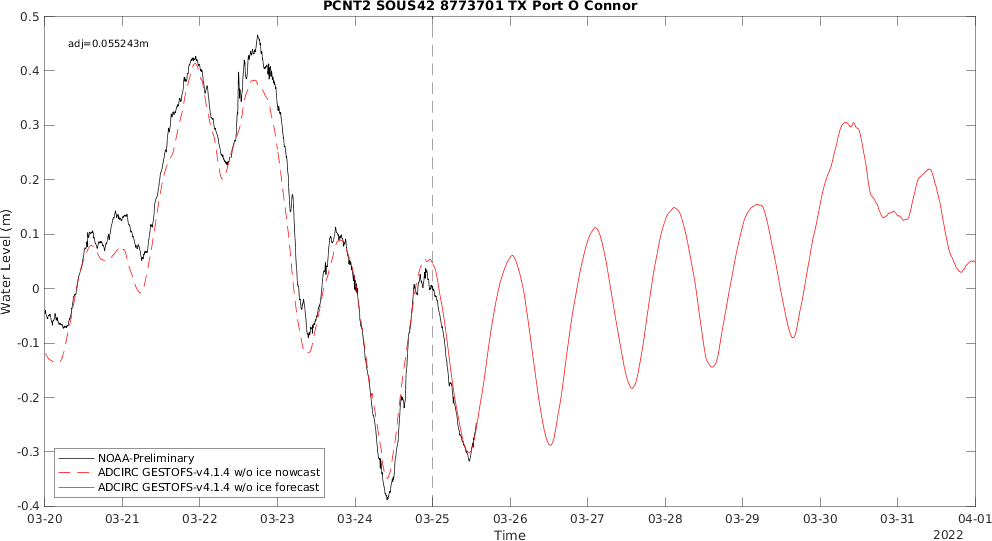 PCNT2 SOUS42 8773701 TX Port O Connor
adj=0.055243m
Water Level (m)
0.5
0.4
0.3
0.2
0.1
0
-0.1
-0.2
-0.3
-0.4
NOAA-Preliminary
ADCIRC GESTOFS-v4.1.4 w/o ice nowcast
ADCIRC GESTOFS-v4.1.4 w/o ice forecast
03-20 03-21 03-22 03-23 03-24 03-25 03-26 03-27 03-28 03-29 03-30 03-31 04-01
Time
2022